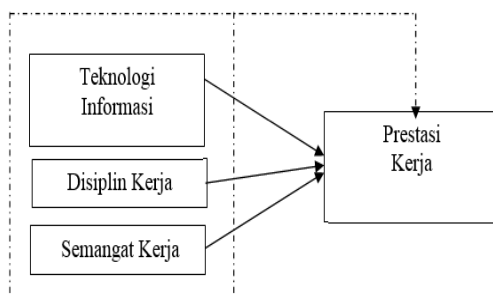 Teknologi
Informasi
Disiplin Kerja
Semangat Kerja
Prestasi
Kerja